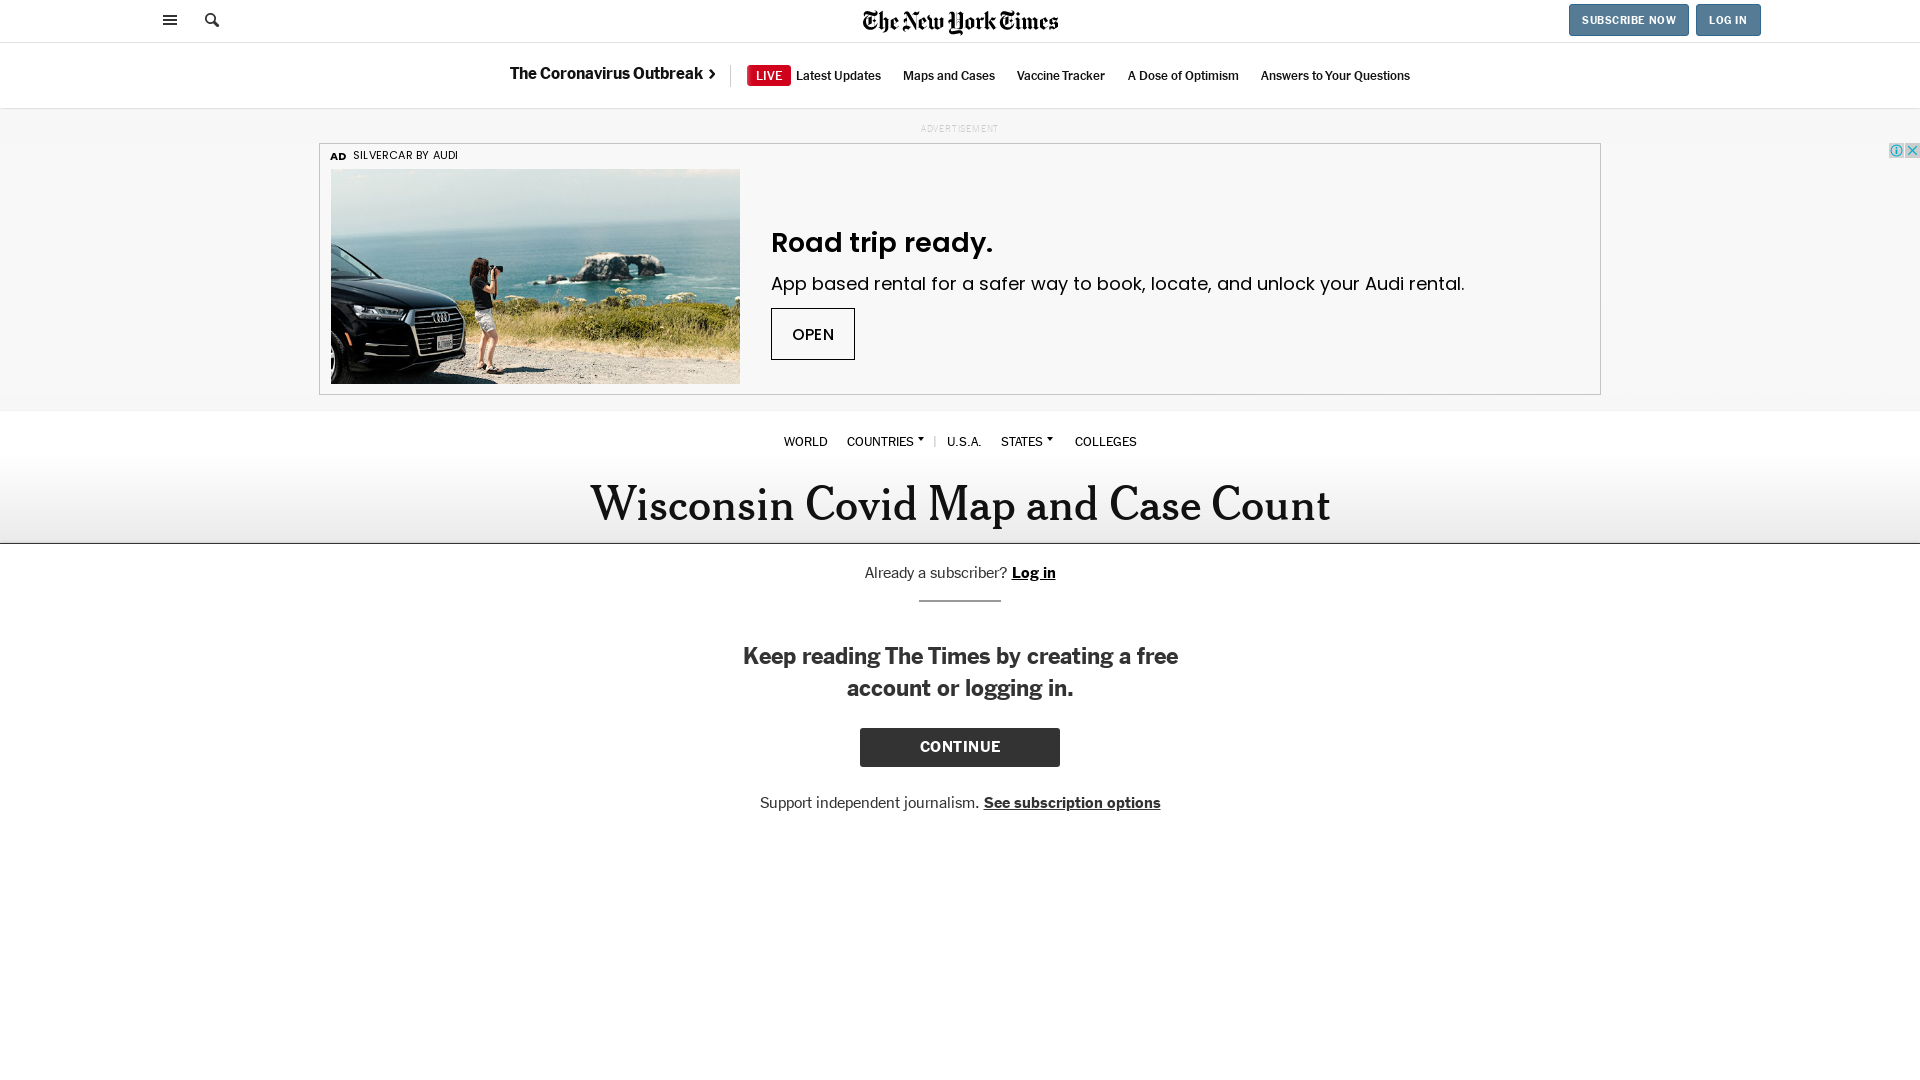 The New York Times
SUBSCRIBE NOW
LOG IN
The Coronavirus Outbreak ›
LIVE Latest Updates
Maps and Cases
Vaccine Tracker
A Dose of Optimism
Answers to Your Questions
ADVERTISEMENT
AD SILVERCAR BY AUDI
Road trip ready.
App based rental for a safer way to book, locate, and unlock your Audi rental.
OPEN
WORLD COUNTRIES | U.S.A. STATES COLLEGES
Wisconsin Covid Map and Case Count
Already a subscriber? Log in
Keep reading The Times by creating a free
account or logging in.
CONTINUE
Support independent journalism. See subscription options